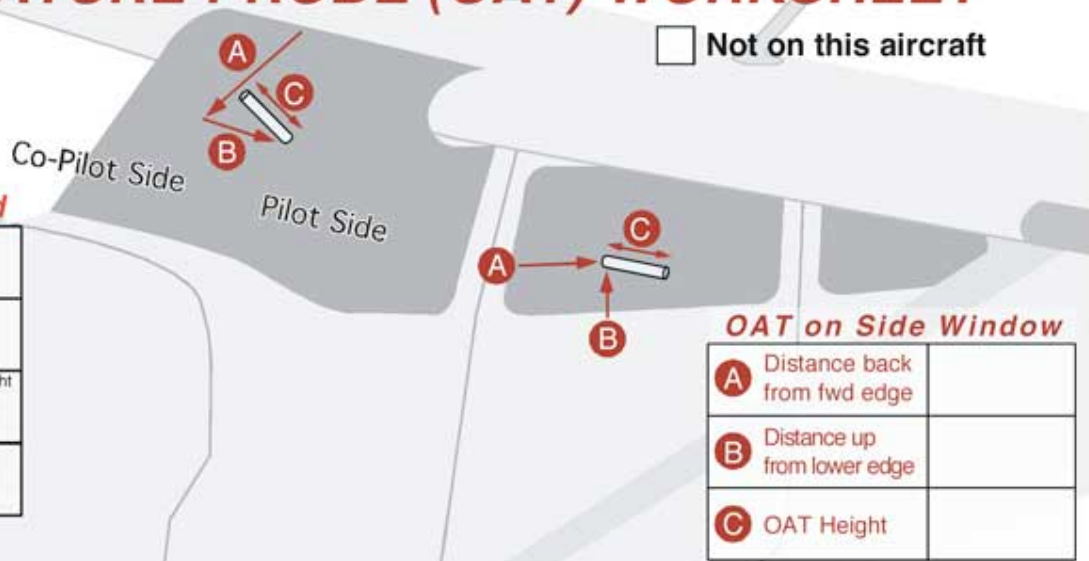 Not on this aircraft
A
C
B
Co-Pilot Side
Pilot Side
C
A
B
OAT on Side Window
A Distance back
from fwd edge
B Distance up
from lower edge
C OAT Height